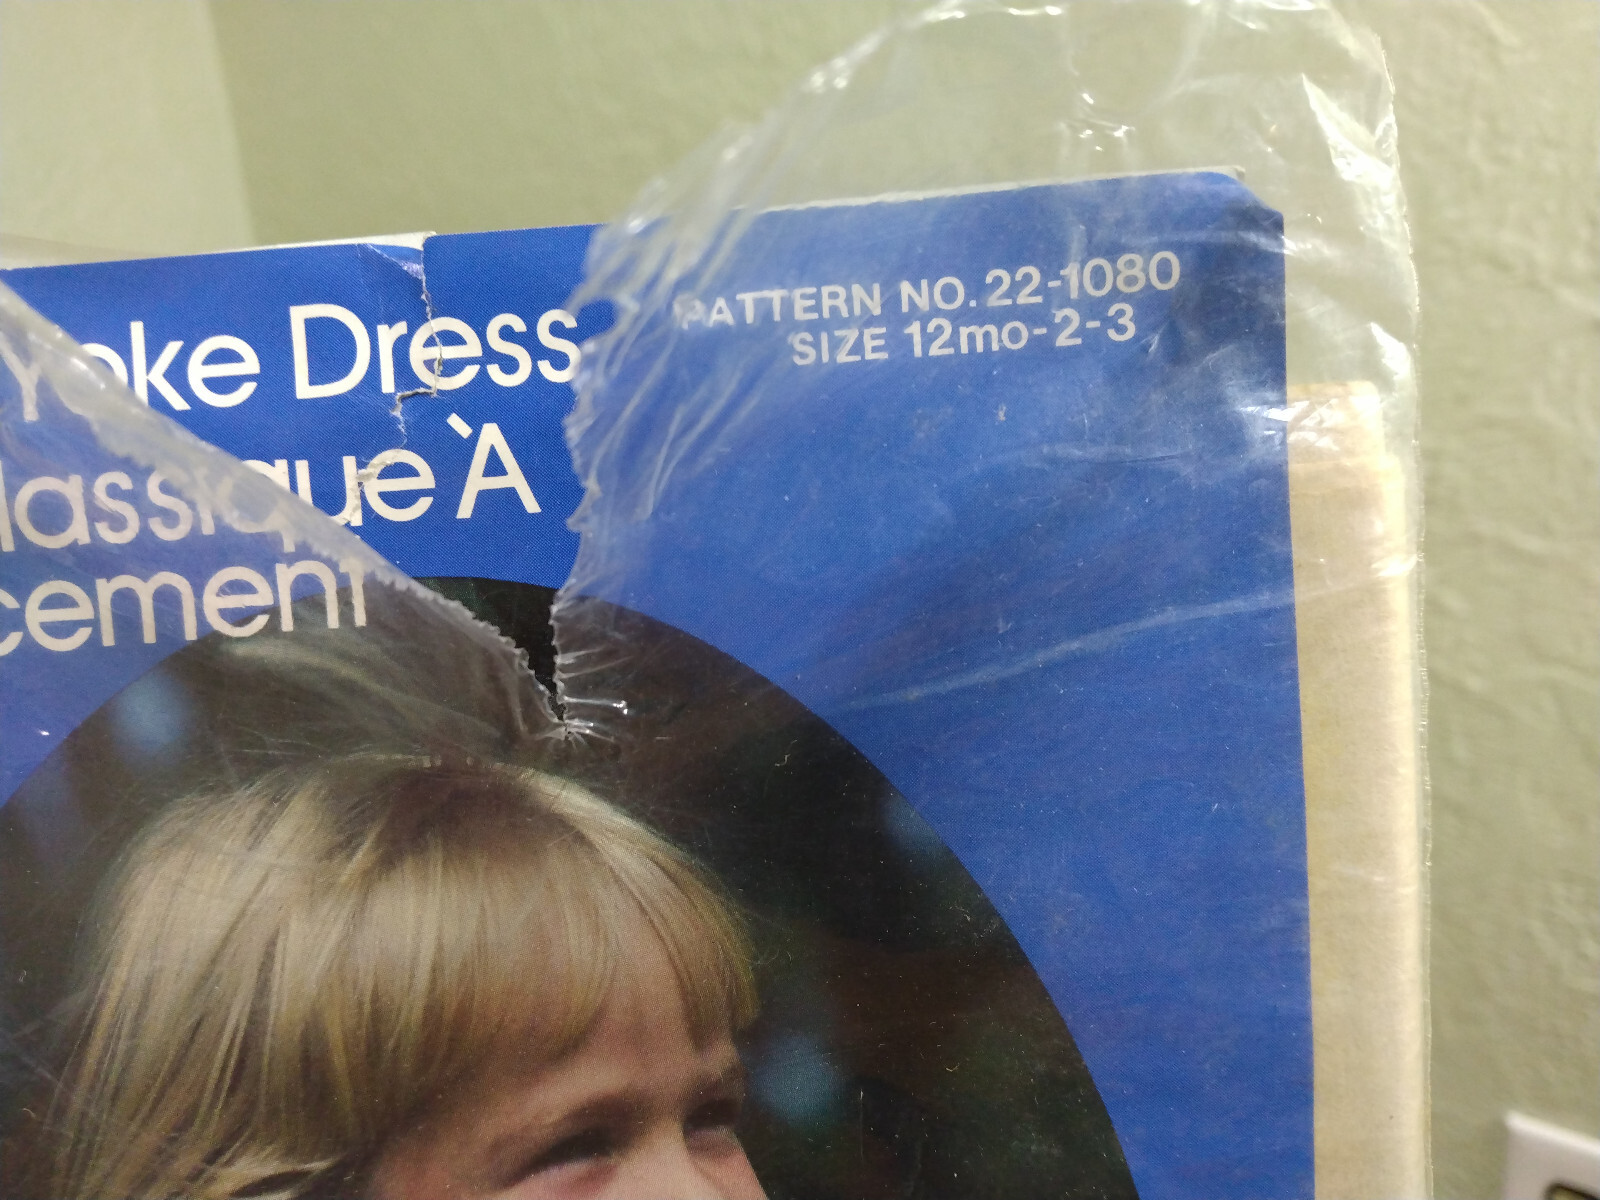 Yoke Dress
PATTERN NO. 22-1080
SIZE 12mo-2-3
lassique À
cement